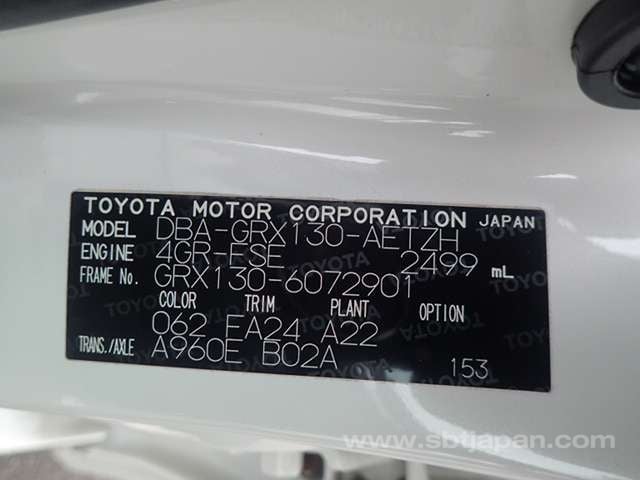 TOYOTA MOTOR CORPORATION JAPAN
MODEL DBA-GRX130-AETZH
ENGINE 4GR-FSE 2499 mL
FRAME No. GRX130-6072901
COLOR TRIM PLANT OPTION
062 FA24 A22
TRANS./AXLE A960E B02A
153
www.sbtjapan.com